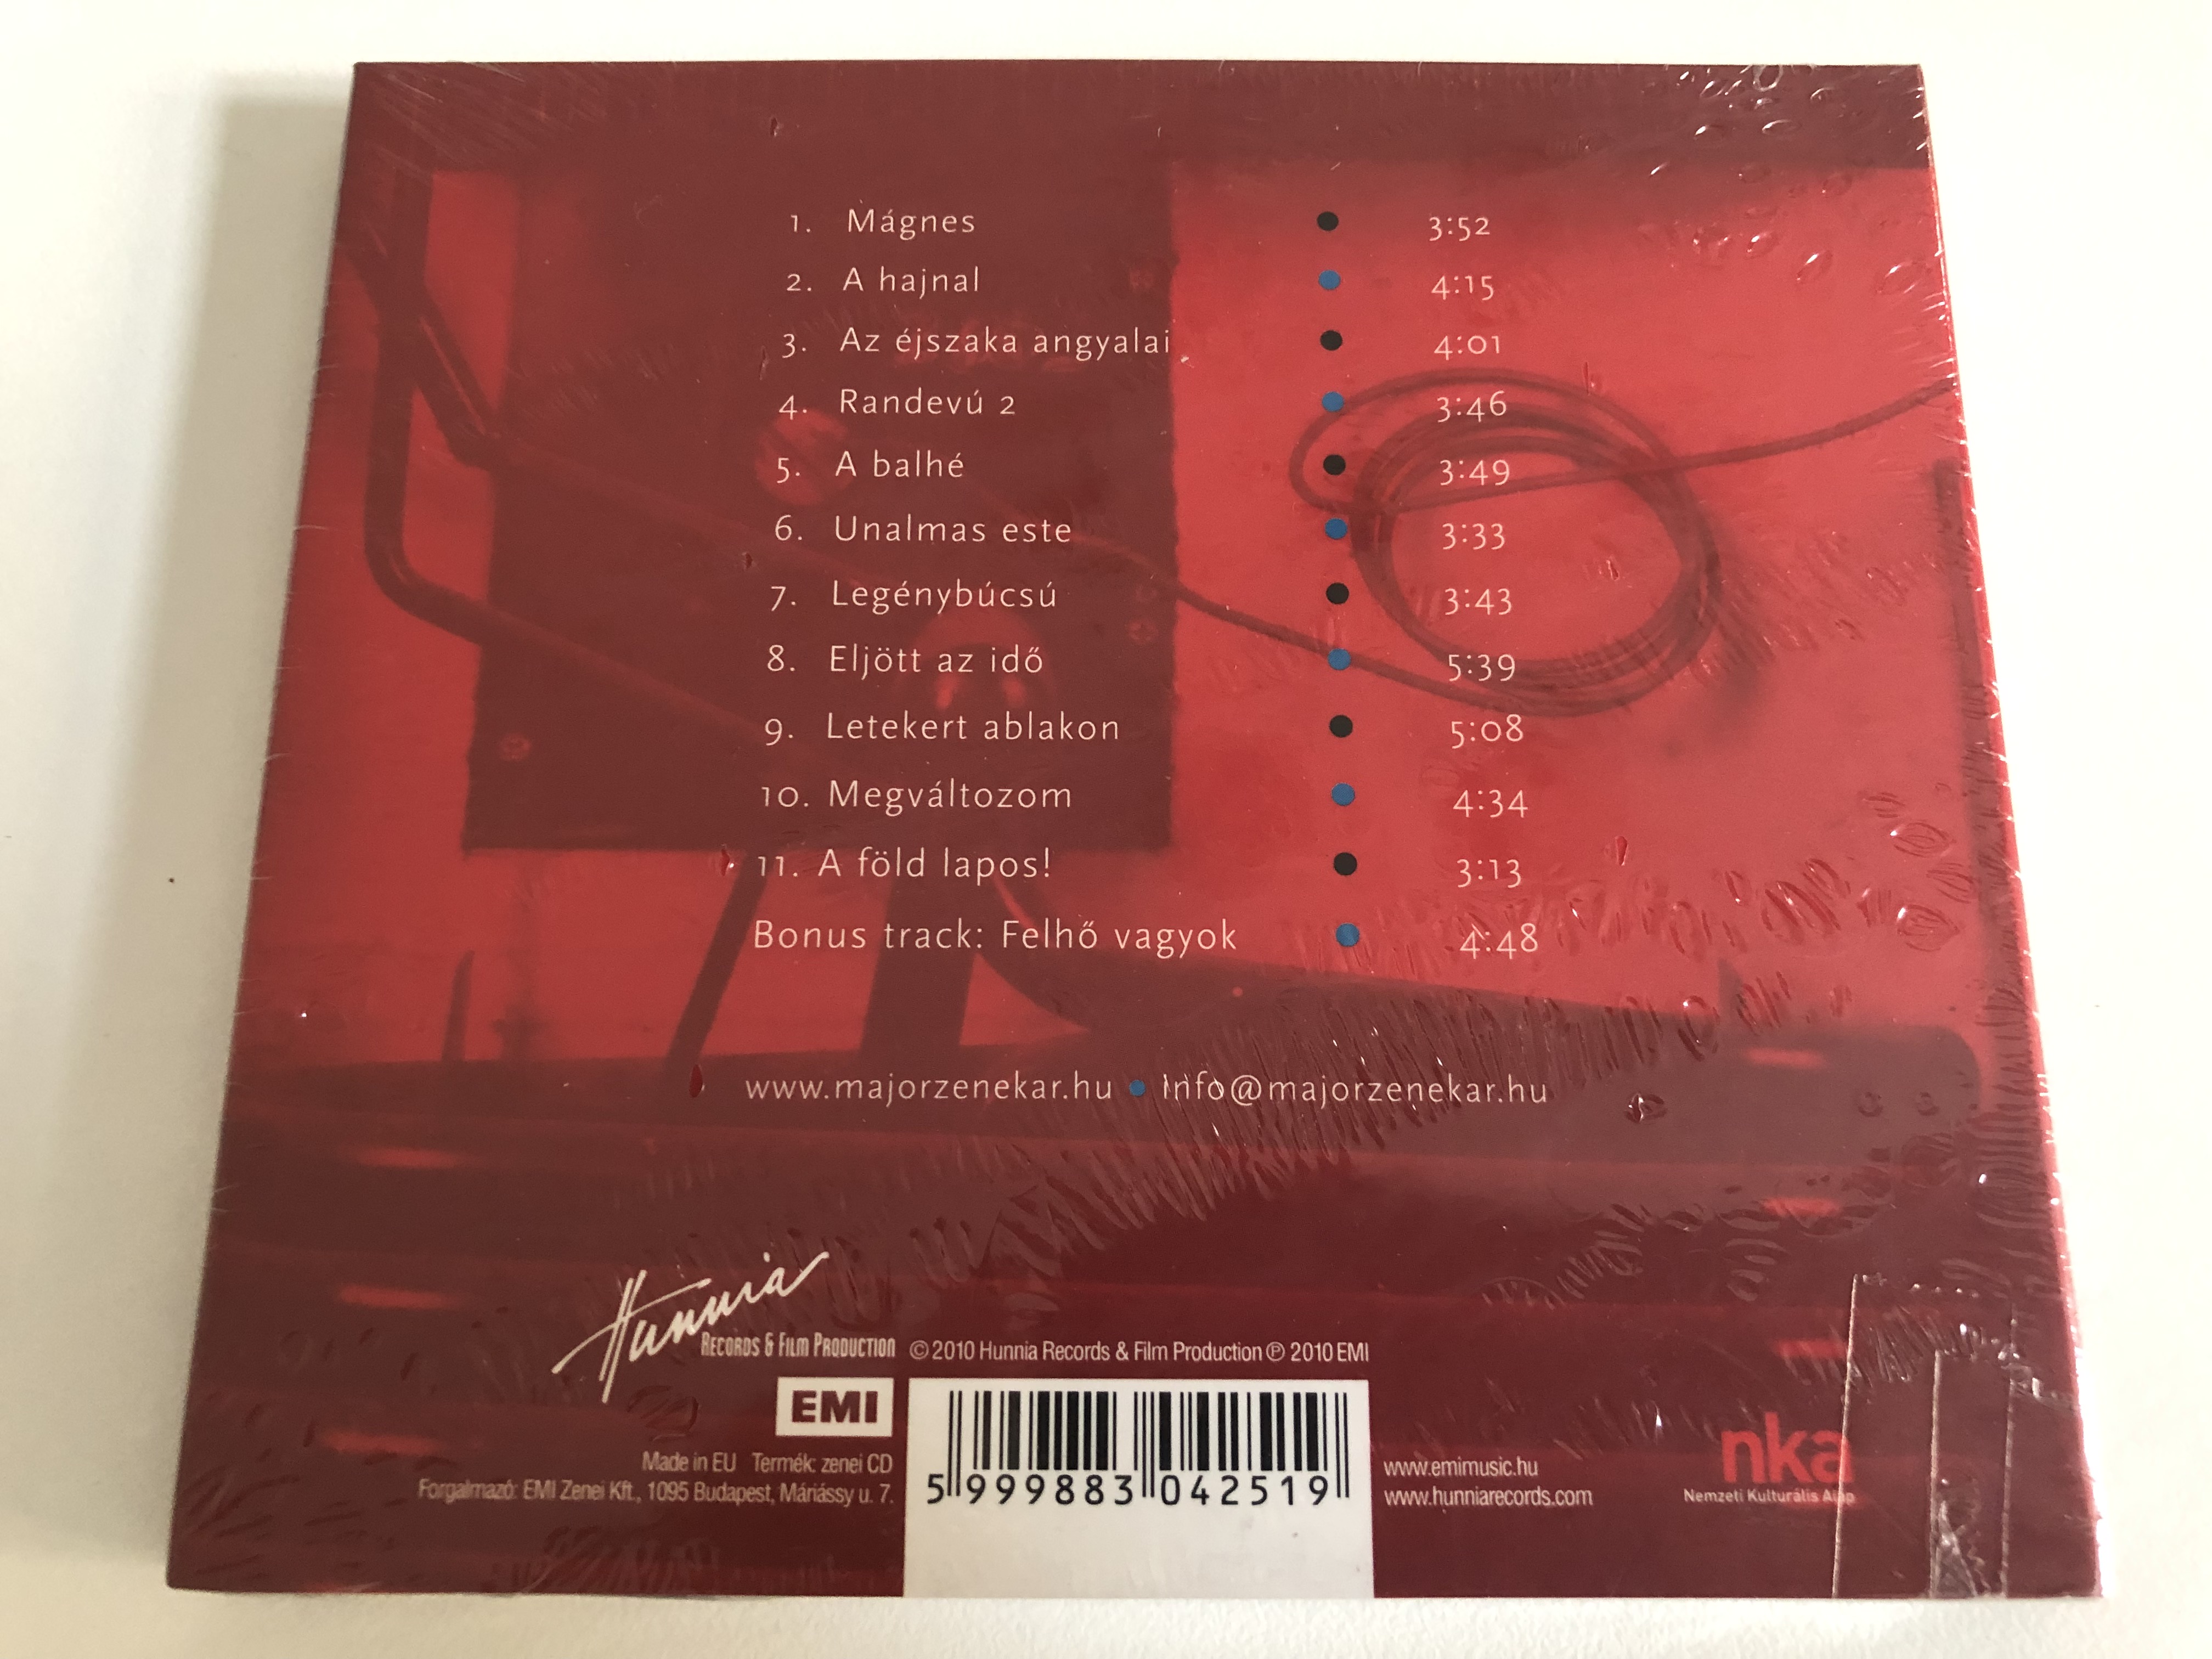 1. Mágnes • 3:52
2. A hajnal • 4:15
3. Az éjszaka angyalai • 4:01
4. Randevú 2 • 3:46
5. A balhé • 3:49
6. Unalmas este • 3:33
7. Legénybúcsú • 3:43
8. Eljött az idő • 5:39
9. Letekert ablakon • 5:08
10. Megváltozom • 4:34
11. A föld lapos! • 3:13
Bonus track: Felhő vagyok • 4:48
www.majorzenekar.hu • info@majorzenekar.hu
Hunnia
Records & Film Production
©2010 Hunnia Records & Film Production ℗ 2010 EMI
EMI
Made in EU Termék: zenei CD
Forgalmazó: EMI Zenei Kft., 1095 Budapest, Máriássy u. 7.
5 999883 042519
www.emimusic.hu
www.hunniarecords.com
nka
Nemzeti Kulturális Alap